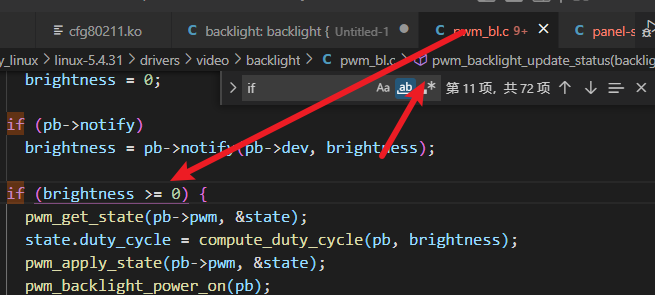 cfg80211.ko
backlight: backlight { Untitled-1
C pwm_bl.c 9+
C panel-s
y_linux > linux-5.4.31 > drivers > video > backlight > C pwm_bl.c > pwm_backlight_update_status(backlig
brightness = 0;
if Aa ab .* 第 11 项, 共 72 项
if (pb->notify)
brightness = pb->notify(pb->dev, brightness);
if (brightness >= 0) {
pwm_get_state(pb->pwm, &state);
state.duty_cycle = compute_duty_cycle(pb, brightness);
pwm_apply_state(pb->pwm, &state);
pwm_backlight_power_on(pb);